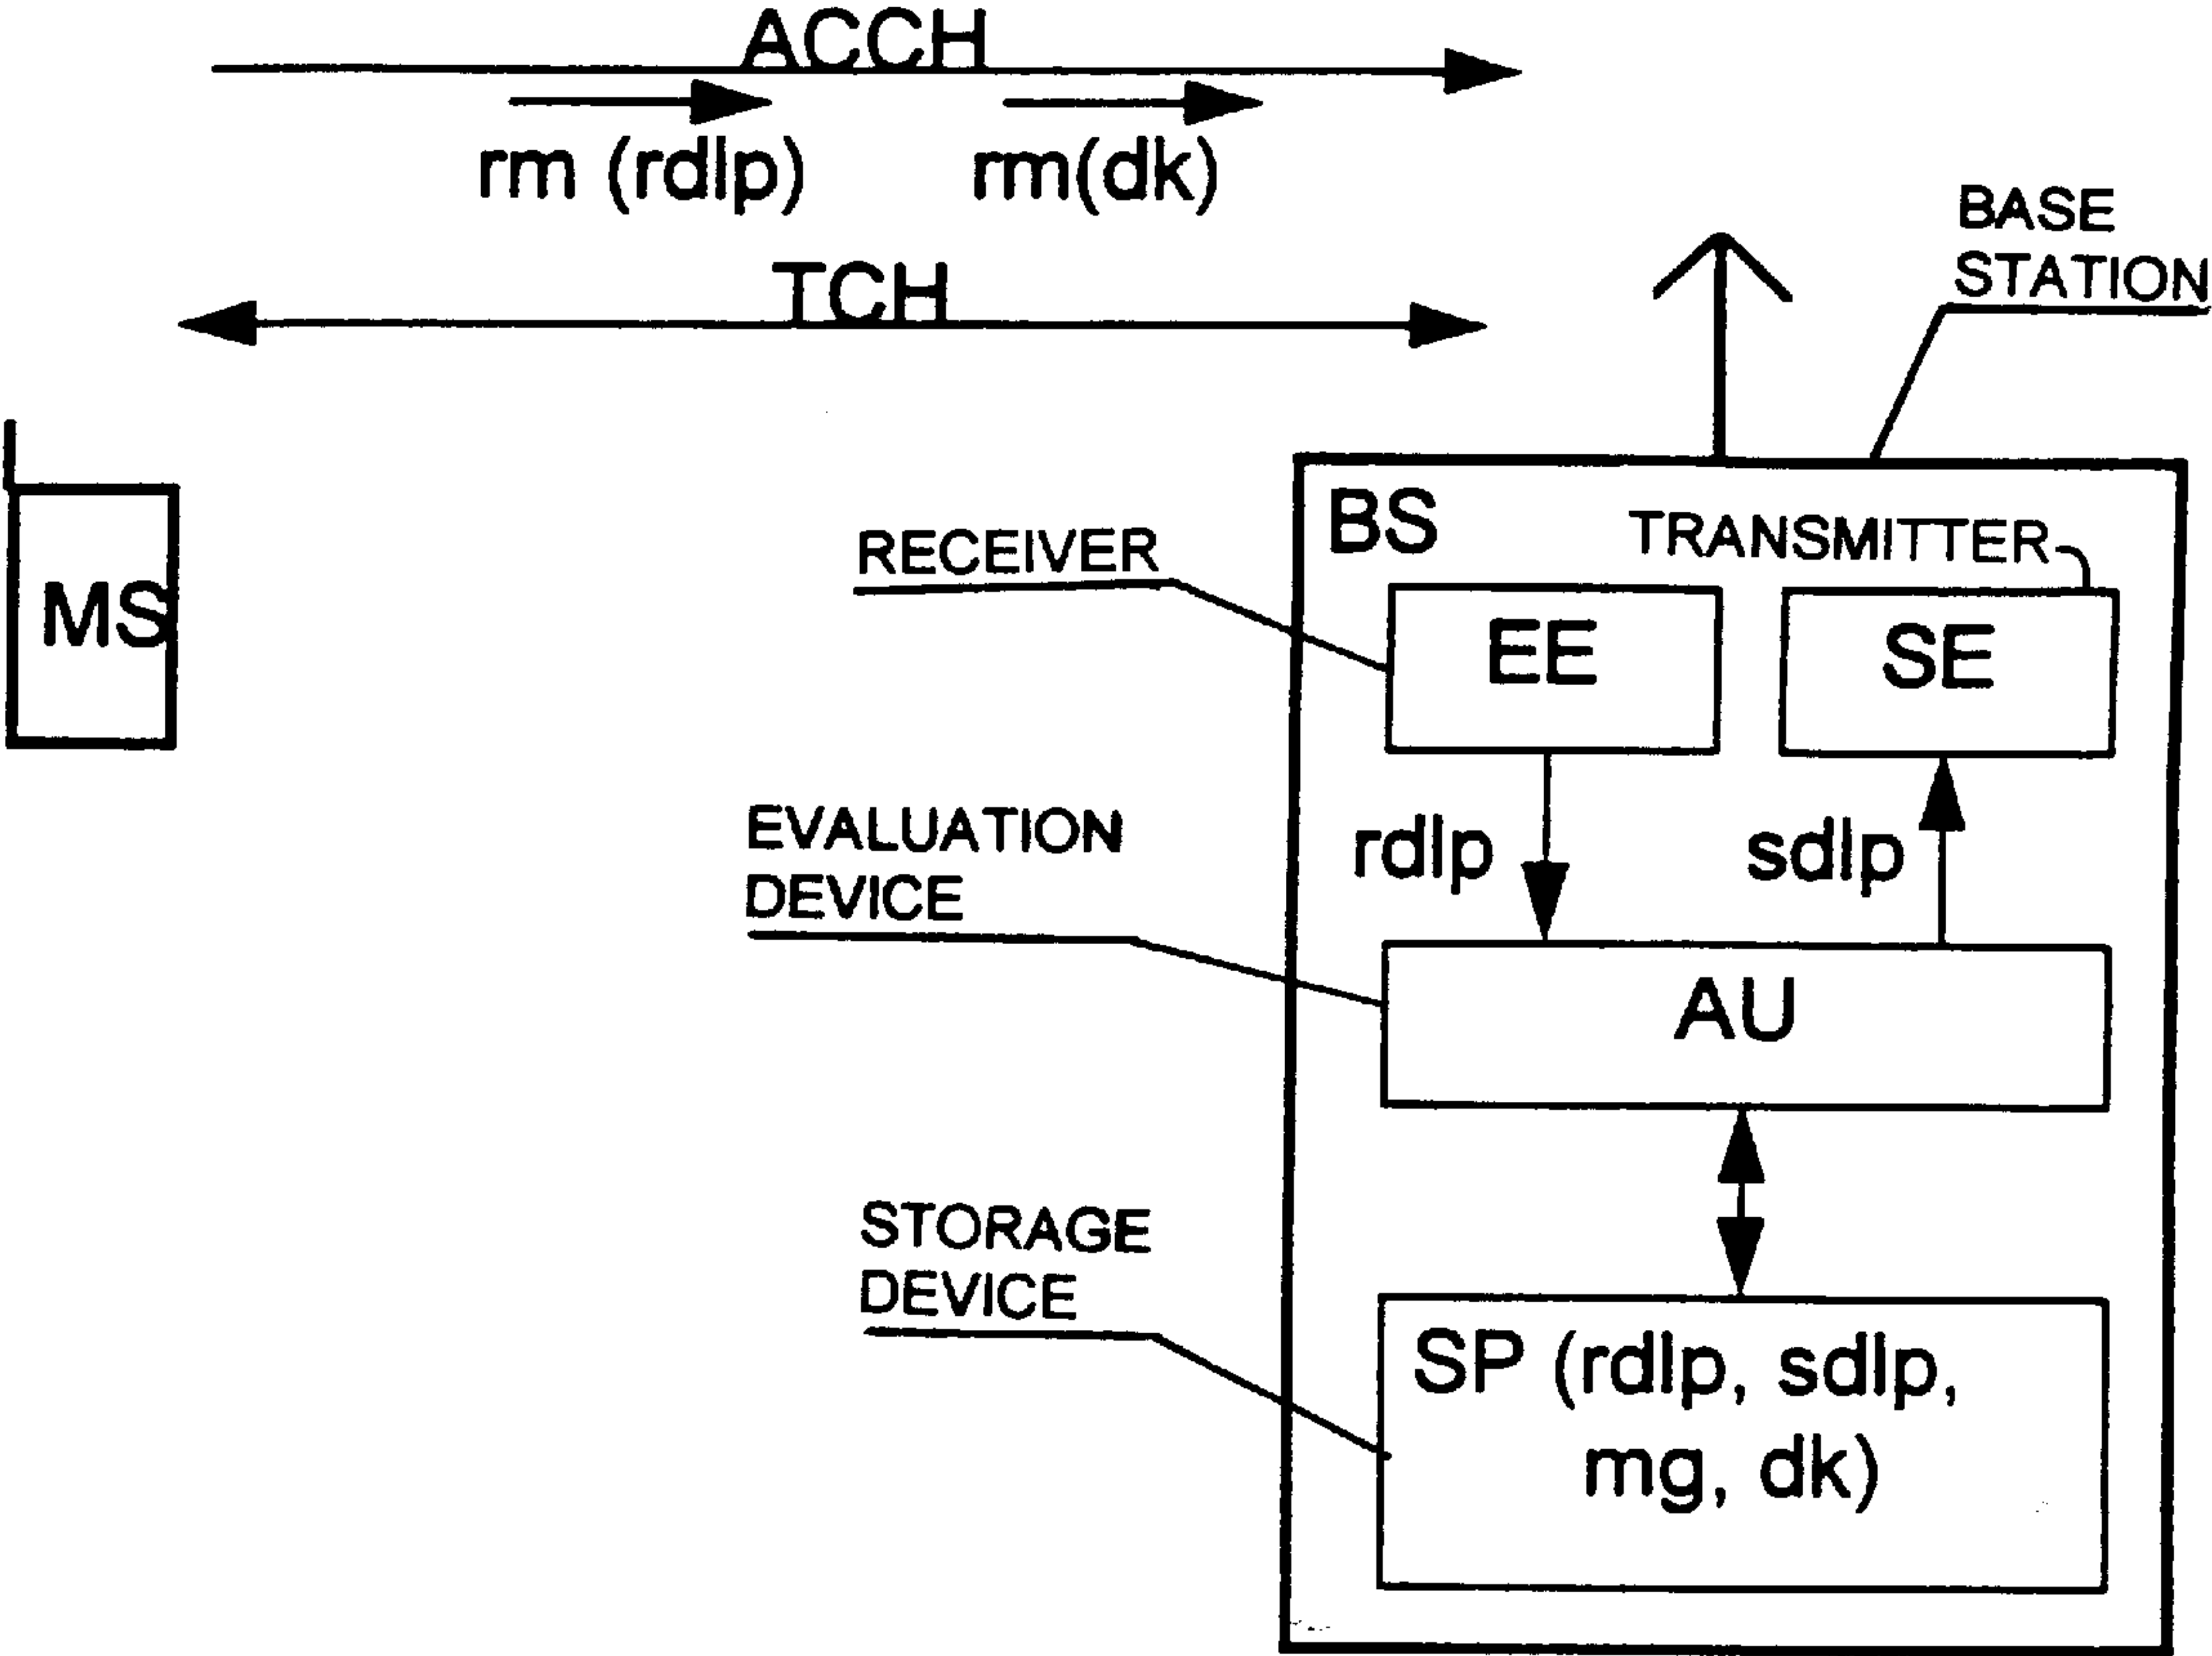 ACCH
rm (rdlp) rm(dk)
BASE
STATION
TCH
BS
TRANSMITTER
RECEIVER
MS
EE
SE
EVALUATION
DEVICE
rdlp
sdlp
AU
STORAGE
DEVICE
SP (rdlp, sdlp,
mg, dk)